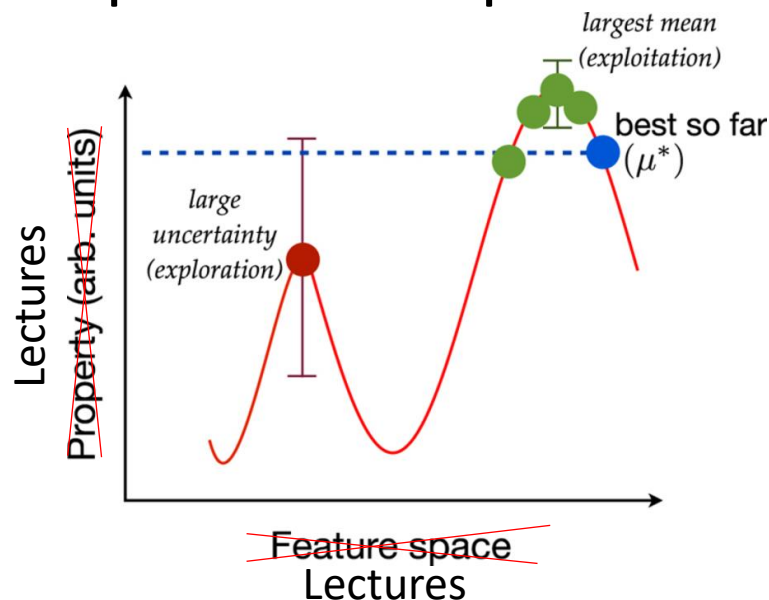 largest mean
(exploitation)
best so far
(μ*)
large
uncertainty
(exploration)
Lectures
Property (arb. units)
Feature space
Lectures